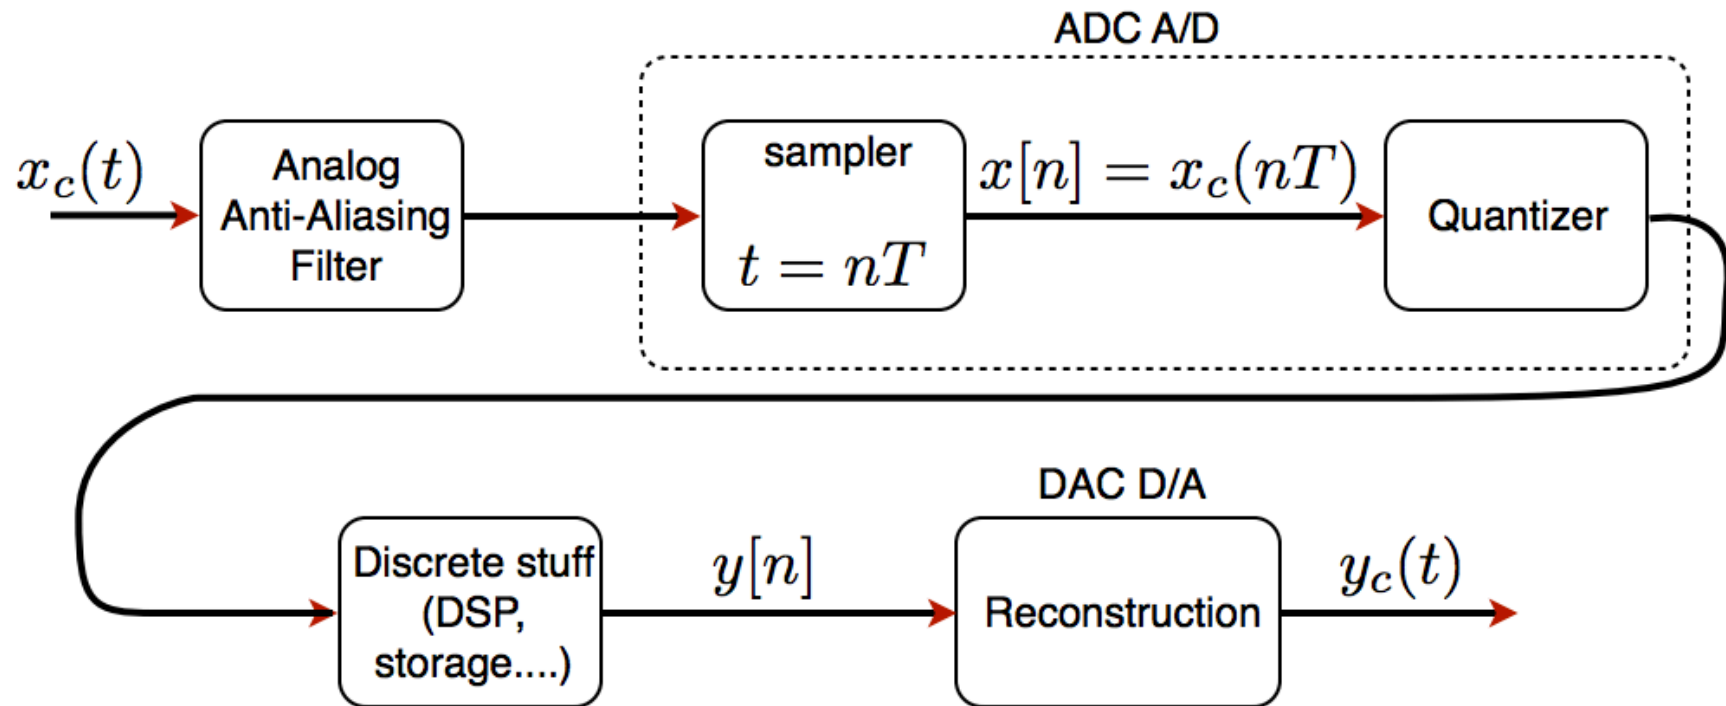 ADC A/D
x_c(t)
Analog
Anti-Aliasing
Filter
sampler
t = nT
x[n] = x_c(nT)
Quantizer
DAC D/A
Discrete stuff
(DSP,
storage....)
y[n]
Reconstruction
y_c(t)